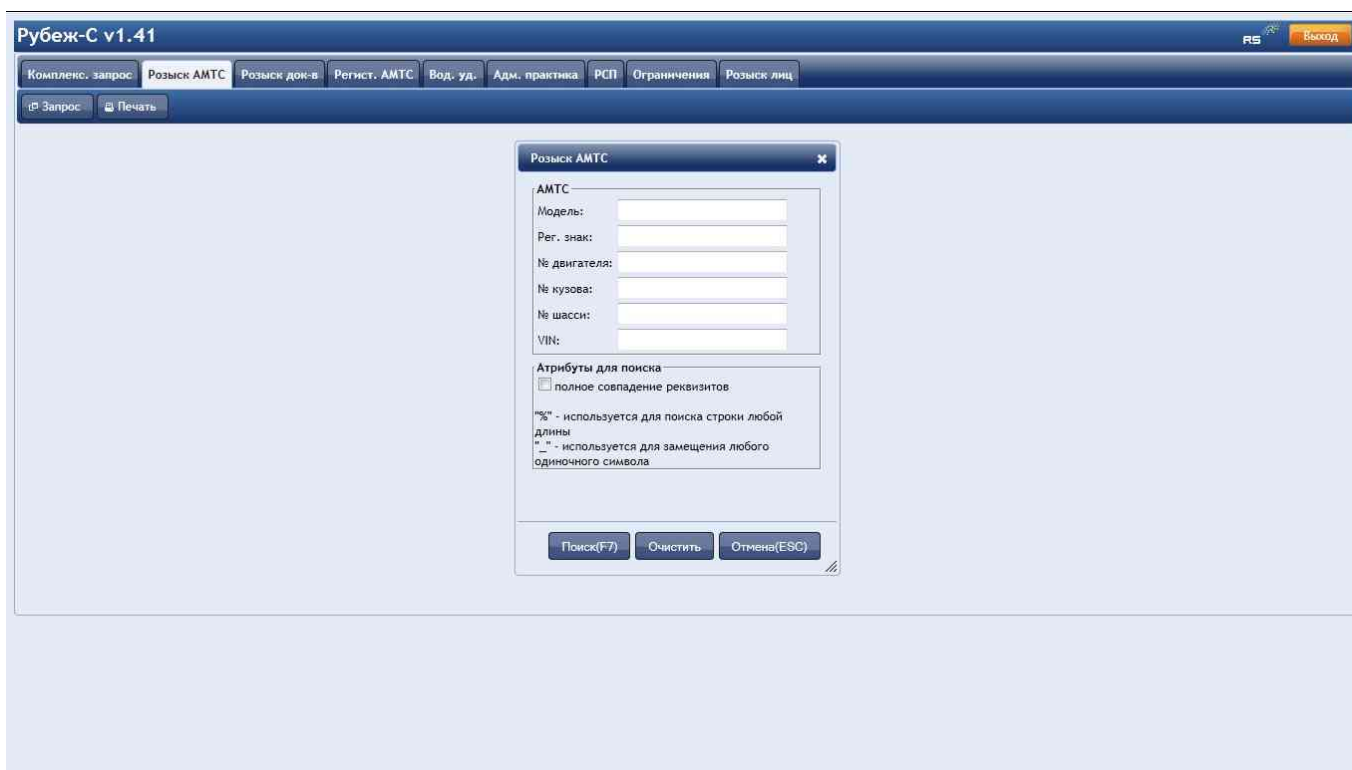 Рубеж-С v1.41
RS
Выход
Комплекс. запрос Розыск АМТС Розыск док-в Регист. АМТС Вод. уд. Адм. практика РСП Ограничения Розыск лиц
Запрос Печать
Розыск АМТС
АМТС
Модель:
Рег. знак:
№ двигателя:
№ кузова:
№ шасси:
VIN:
Атрибуты для поиска
полное совпадение реквизитов
"%" - используется для поиска строки любой
длины
"_" - используется для замещения любого
одиночного символа
Поиск(F7) Очистить Отмена(ESC)